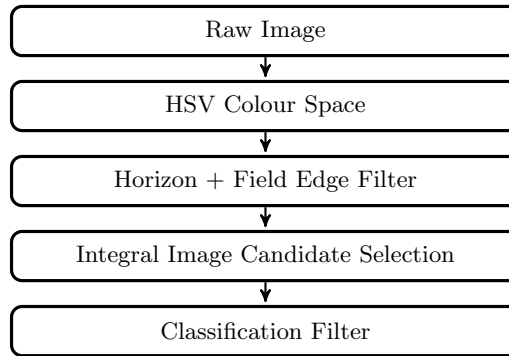 Raw Image
HSV Colour Space
Horizon + Field Edge Filter
Integral Image Candidate Selection
Classification Filter